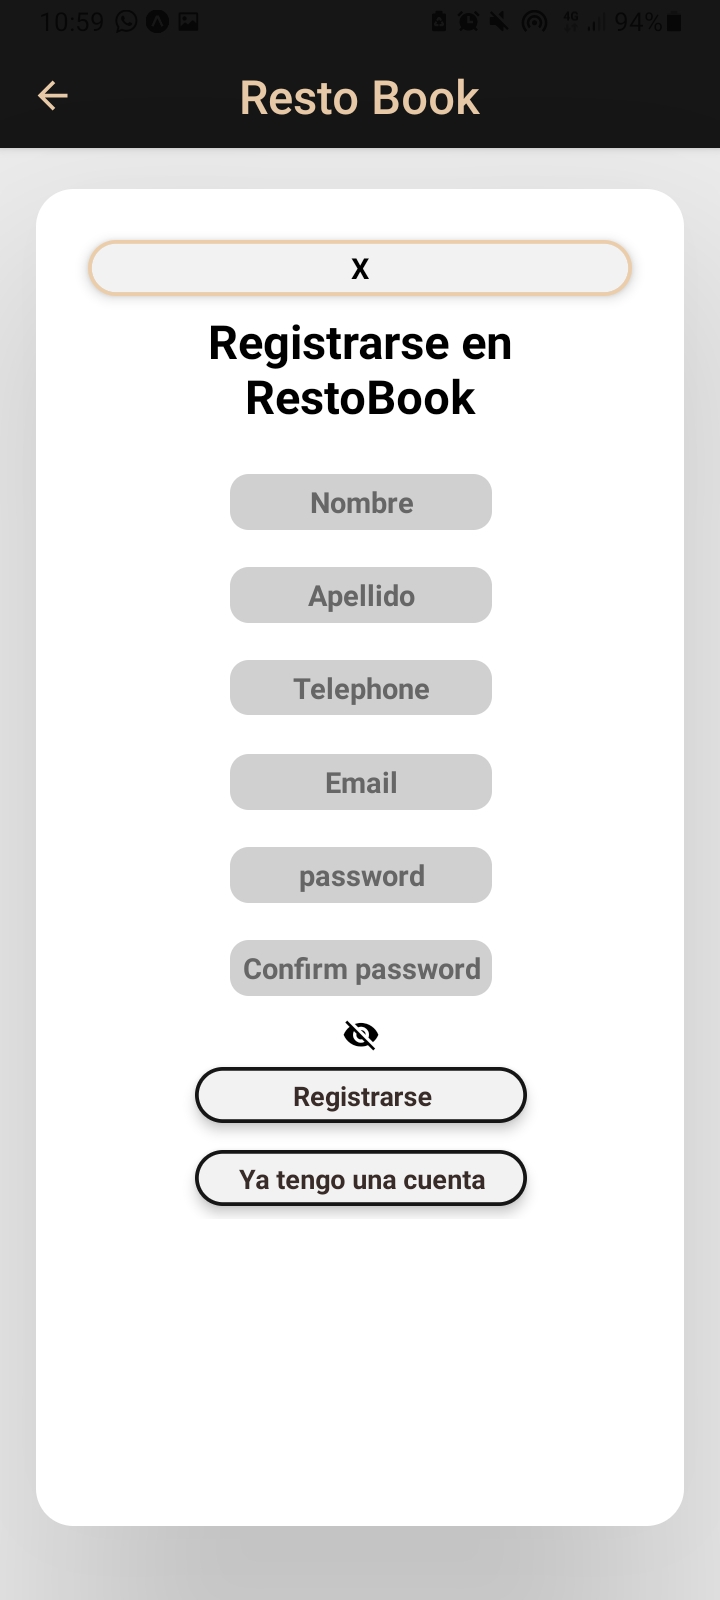 10:59 4G 94%
Resto Book
X
Registrarse en
RestoBook
Nombre
Apellido
Telephone
Email
password
Confirm password
Registrarse
Ya tengo una cuenta